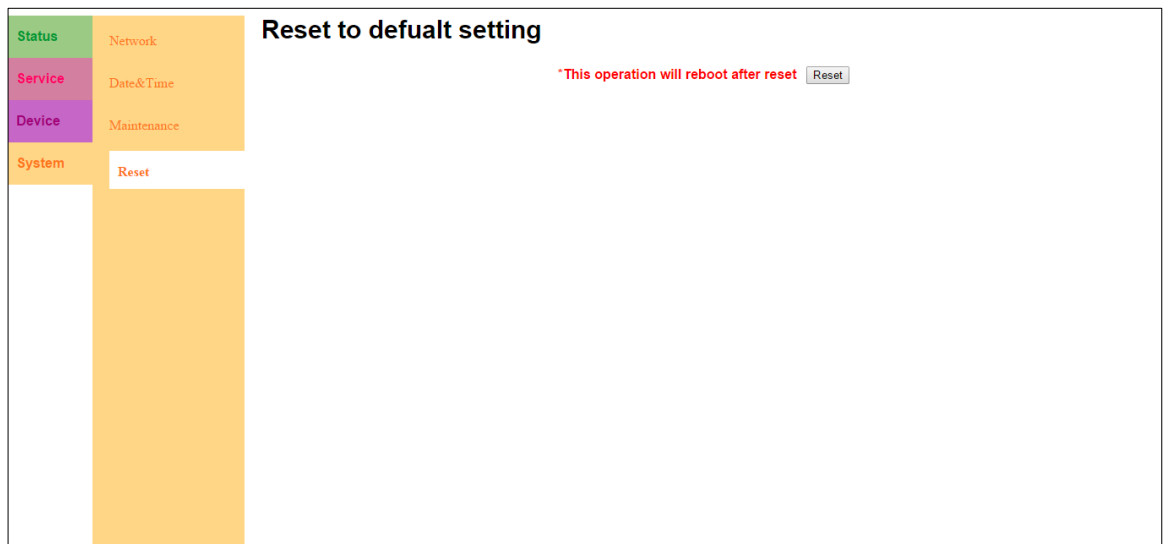 Status
Service
Device
System
Network
Date&Time
Maintenance
Reset
Reset to defualt setting
*This operation will reboot after reset Reset